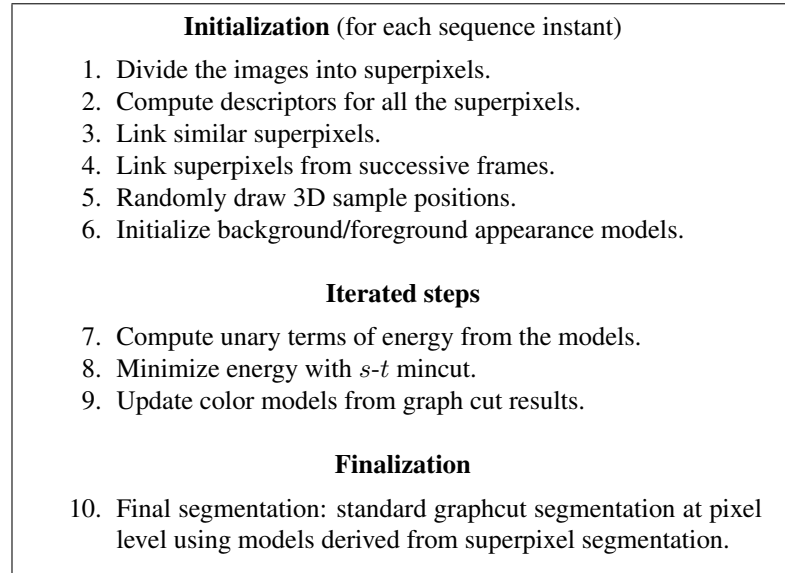 Initialization (for each sequence instant)
1. Divide the images into superpixels.
2. Compute descriptors for all the superpixels.
3. Link similar superpixels.
4. Link superpixels from successive frames.
5. Randomly draw 3D sample positions.
6. Initialize background/foreground appearance models.
Iterated steps
7. Compute unary terms of energy from the models.
8. Minimize energy with s-t mincut.
9. Update color models from graph cut results.
Finalization
10. Final segmentation: standard graphcut segmentation at pixel
level using models derived from superpixel segmentation.